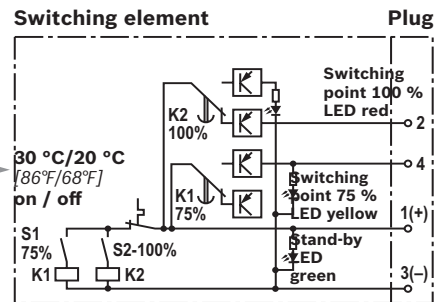 Switching element
Plug
Switching
point 100 %
LED red
K2
100%
2
30 °C/20 °C
[86°F/68°F]
on / off
4
K1
75%
Switching
point 75 %
LED yellow
1(+)
S1
75%
S2-100%
Stand-by
LED
green
K1
K2
3(–)